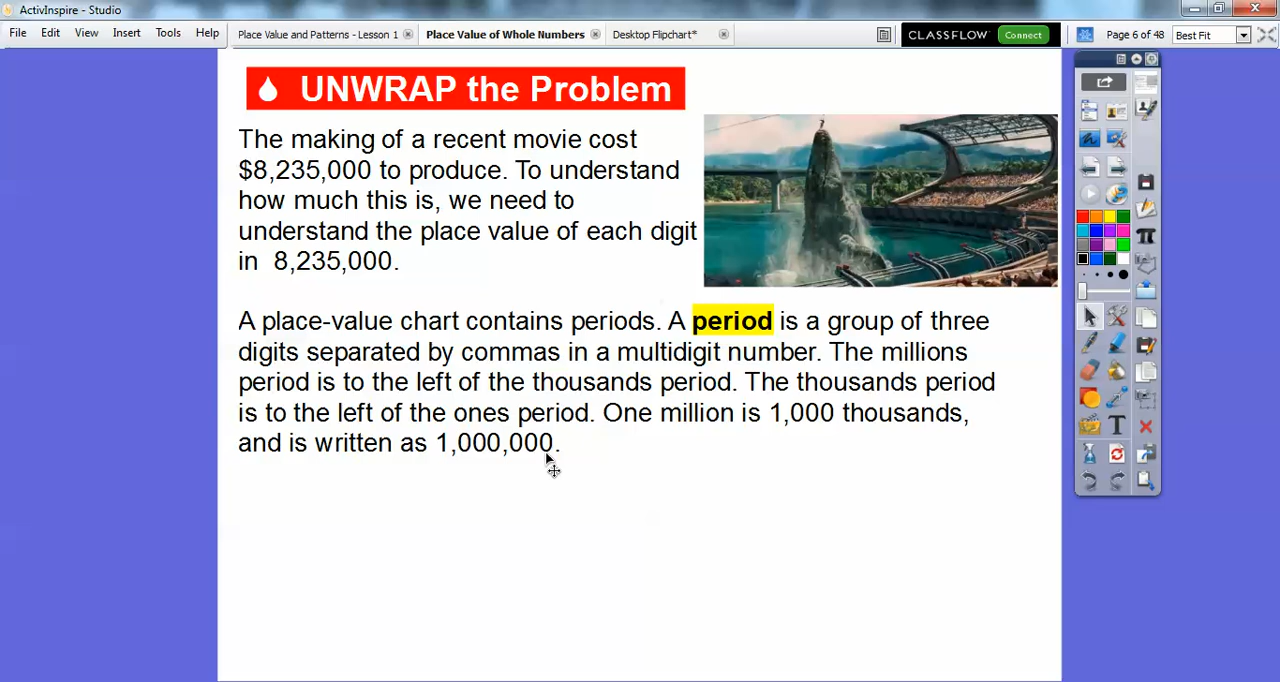 ActivInspire - Studio
File Edit View Insert Tools Help
Place Value and Patterns - Lesson 1
Place Value of Whole Numbers
Desktop Flipchart*
CLASSFLOW Connect
Page 6 of 48
Best Fit
UNWRAP the Problem
The making of a recent movie cost
$8,235,000 to produce. To understand
how much this is, we need to
understand the place value of each digit
in 8,235,000.
A place-value chart contains periods. A period is a group of three
digits separated by commas in a multidigit number. The millions
period is to the left of the thousands period. The thousands period
is to the left of the ones period. One million is 1,000 thousands,
and is written as 1,000,000.